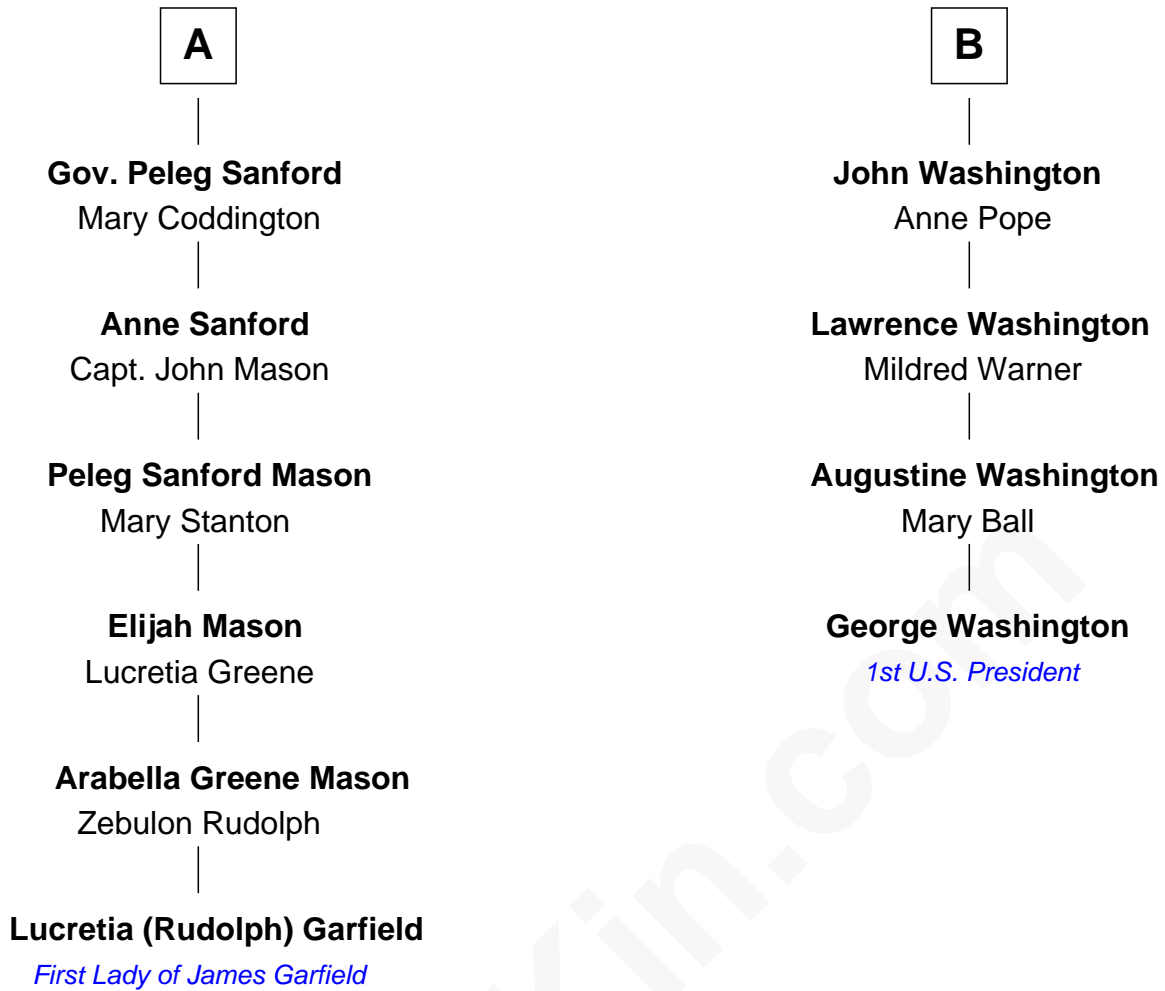 A
Gov. Peleg Sanford
Mary Coddington
Anne Sanford
Capt. John Mason
Peleg Sanford Mason
Mary Stanton
Elijah Mason
Lucretia Greene
Arabella Greene Mason
Zebulon Rudolph
Lucretia (Rudolph) Garfield
First Lady of James Garfield
B
John Washington
Anne Pope
Lawrence Washington
Mildred Warner
Augustine Washington
Mary Ball
George Washington
1st U.S. President
Kin.com